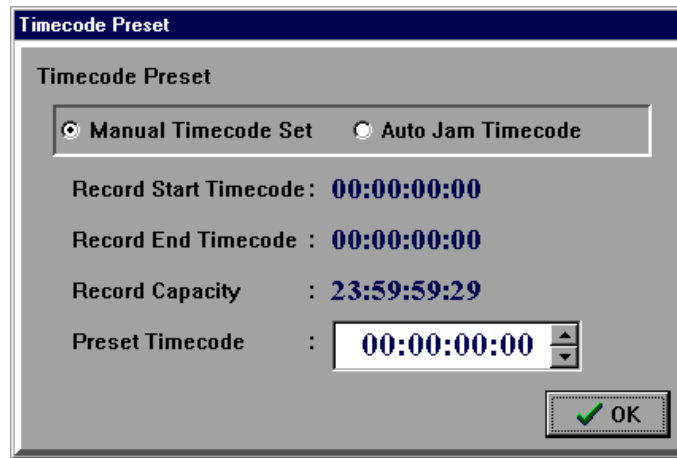 Timecode Preset
Timecode Preset
Manual Timecode Set Auto Jam Timecode
Record Start Timecode: 00:00:00:00
Record End Timecode : 00:00:00:00
Record Capacity : 23:59:59:29
Preset Timecode : 00:00:00:00
OK